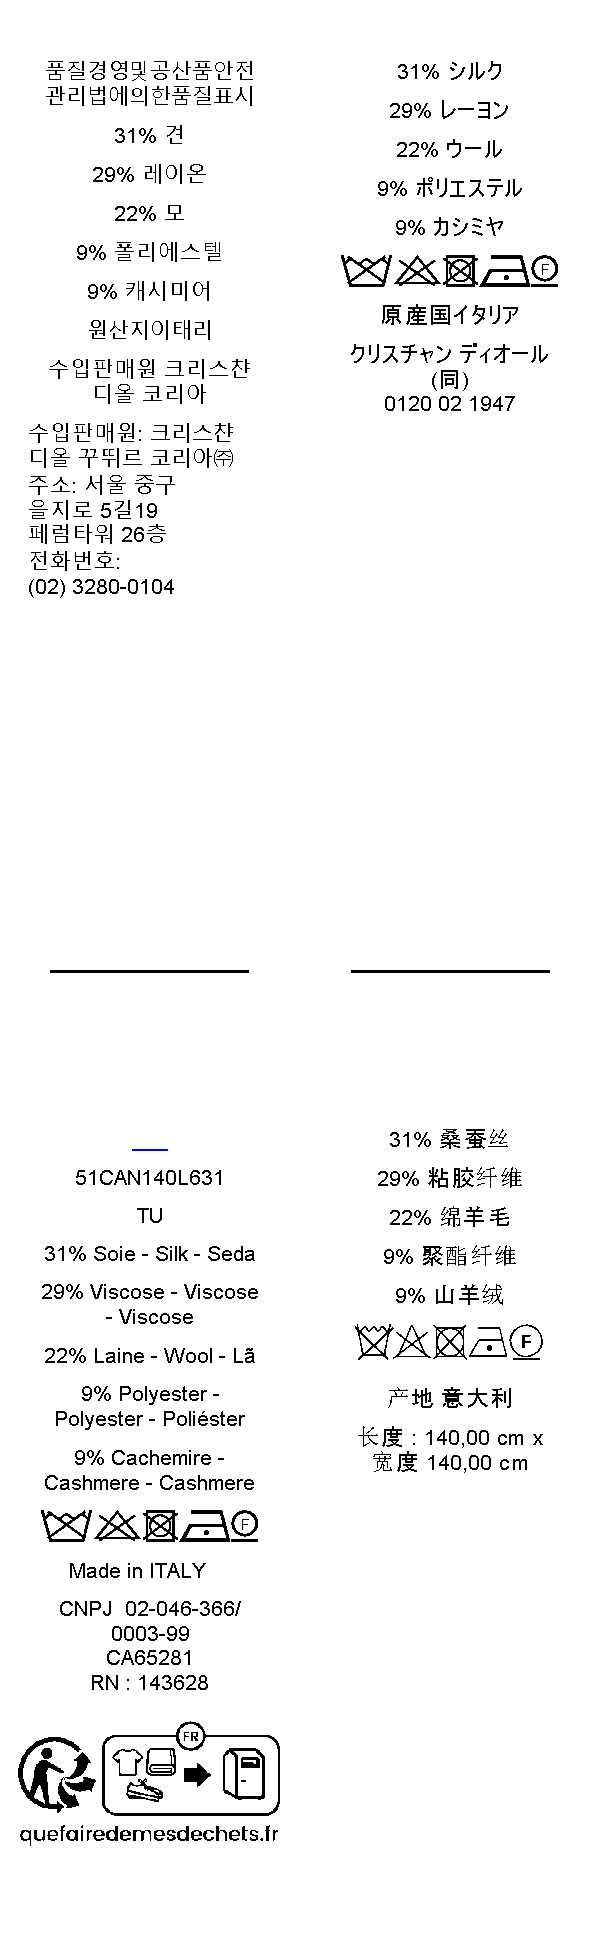 품질경영및공산품안전
관리법에의한품질표시
31% 견
29% 레이온
22% 모
9% 폴리에스텔
9% 캐시미어
원산지이태리
수입판매원 크리스챤
디올 코리아
수입판매원: 크리스챤
디올 꾸뛰르 코리아㈜
주소: 서울 중구
을지로 5길19
페럼타워 26층
전화번호:
(02) 3280-0104
31% シルク
29% レーヨン
22% ウール
9% ポリエステル
9% カシミヤ
F
原産国イタリア
クリスチャン ディオール
(同)
0120 02 1947
51CAN140L631
TU
31% Soie - Silk - Seda
29% Viscose - Viscose
- Viscose
22% Laine - Wool - Lã
9% Polyester -
Polyester - Poliéster
9% Cachemire -
Cashmere - Cashmere
F
Made in ITALY
CNPJ  02-046-366/
0003-99
CA65281
RN : 143628
FR
quefairedemesdechets.fr
31% 桑蚕丝
29% 粘胶纤维
22% 绵羊毛
9% 聚酯纤维
9% 山羊绒
F
产地 意大利
长度 : 140,00 cm x
宽度 140,00 cm